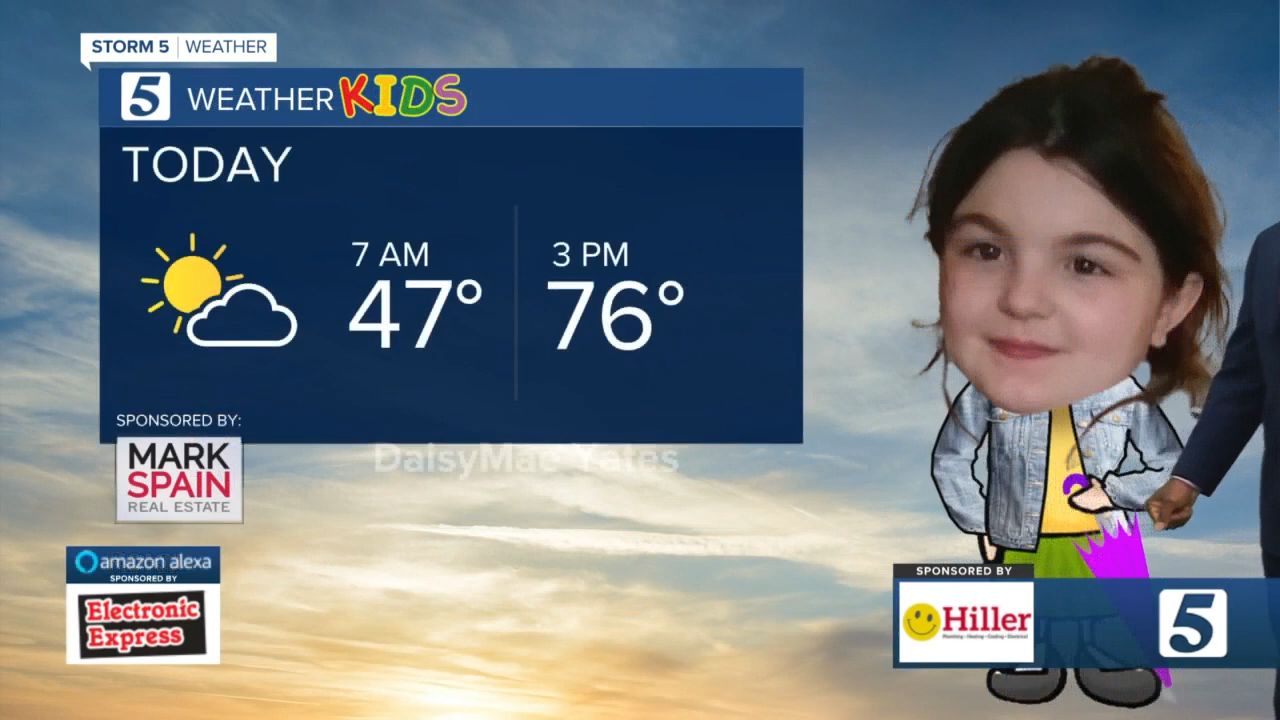 STORM 5 | WEATHER
5 WEATHER KIDS
TODAY
7 AM
47°
3 PM
76°
SPONSORED BY:
MARK
SPAIN
REAL ESTATE
DaisyMae Yates
amazon alexa
SPONSORED BY
Electronic
Express
SPONSORED BY
Hiller
Plumbing • Heating • Cooling • Electrical
5